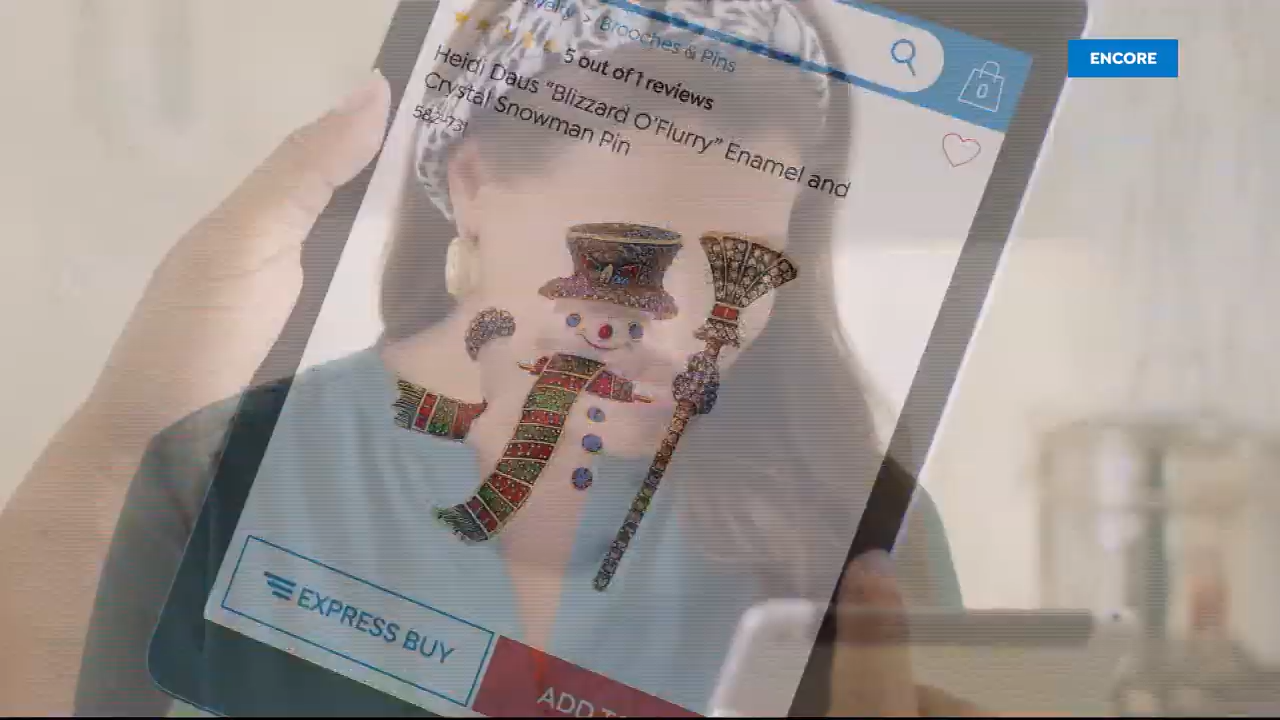 ENCORE
Brooches & Pins
0
5 out of 1 reviews
Heidi Daus "Blizzard O'Flurry" Enamel and
Crystal Snowman Pin
EXPRESS BUY
ADD